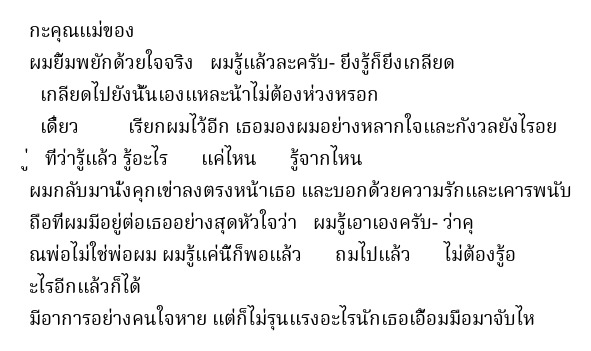 กะคุณแม่ของ
ผมยิ้มพยักด้วยใจจริง ผมรู้แล้วละครับ- ยิ่งรู้ก็ยิ่งเกลียด
เกลียดไปยังงั้นเองแหละน้าไม่ต้องห่วงหรอก
เดี๋ยว เรียกผมไว้อีก เธอมองผมอย่างหลากใจและกังวลยังไรอย
ู่ ที่ว่ารู้แล้ว รู้อะไร แค่ไหน รู้จากไหน
ผมกลับมานั่งคุกเข่าลงตรงหน้าเธอ และบอกด้วยความรักและเคารพนับ
ถือที่ผมมีอยู่ต่อเธออย่างสุดหัวใจว่า ผมรู้เอาเองครับ- ว่าคุ
ณพ่อไม่ใช่พ่อผม ผมรู้แค่นี้ก็พอแล้ว ถมไปแล้ว ไม่ต้องรู้อ
ะไรอีกแล้วก็ได้
มีอาการอย่างคนใจหาย แต่ก็ไม่รุนแรงอะไรนักเธอเอื้อมมือมาจับไห